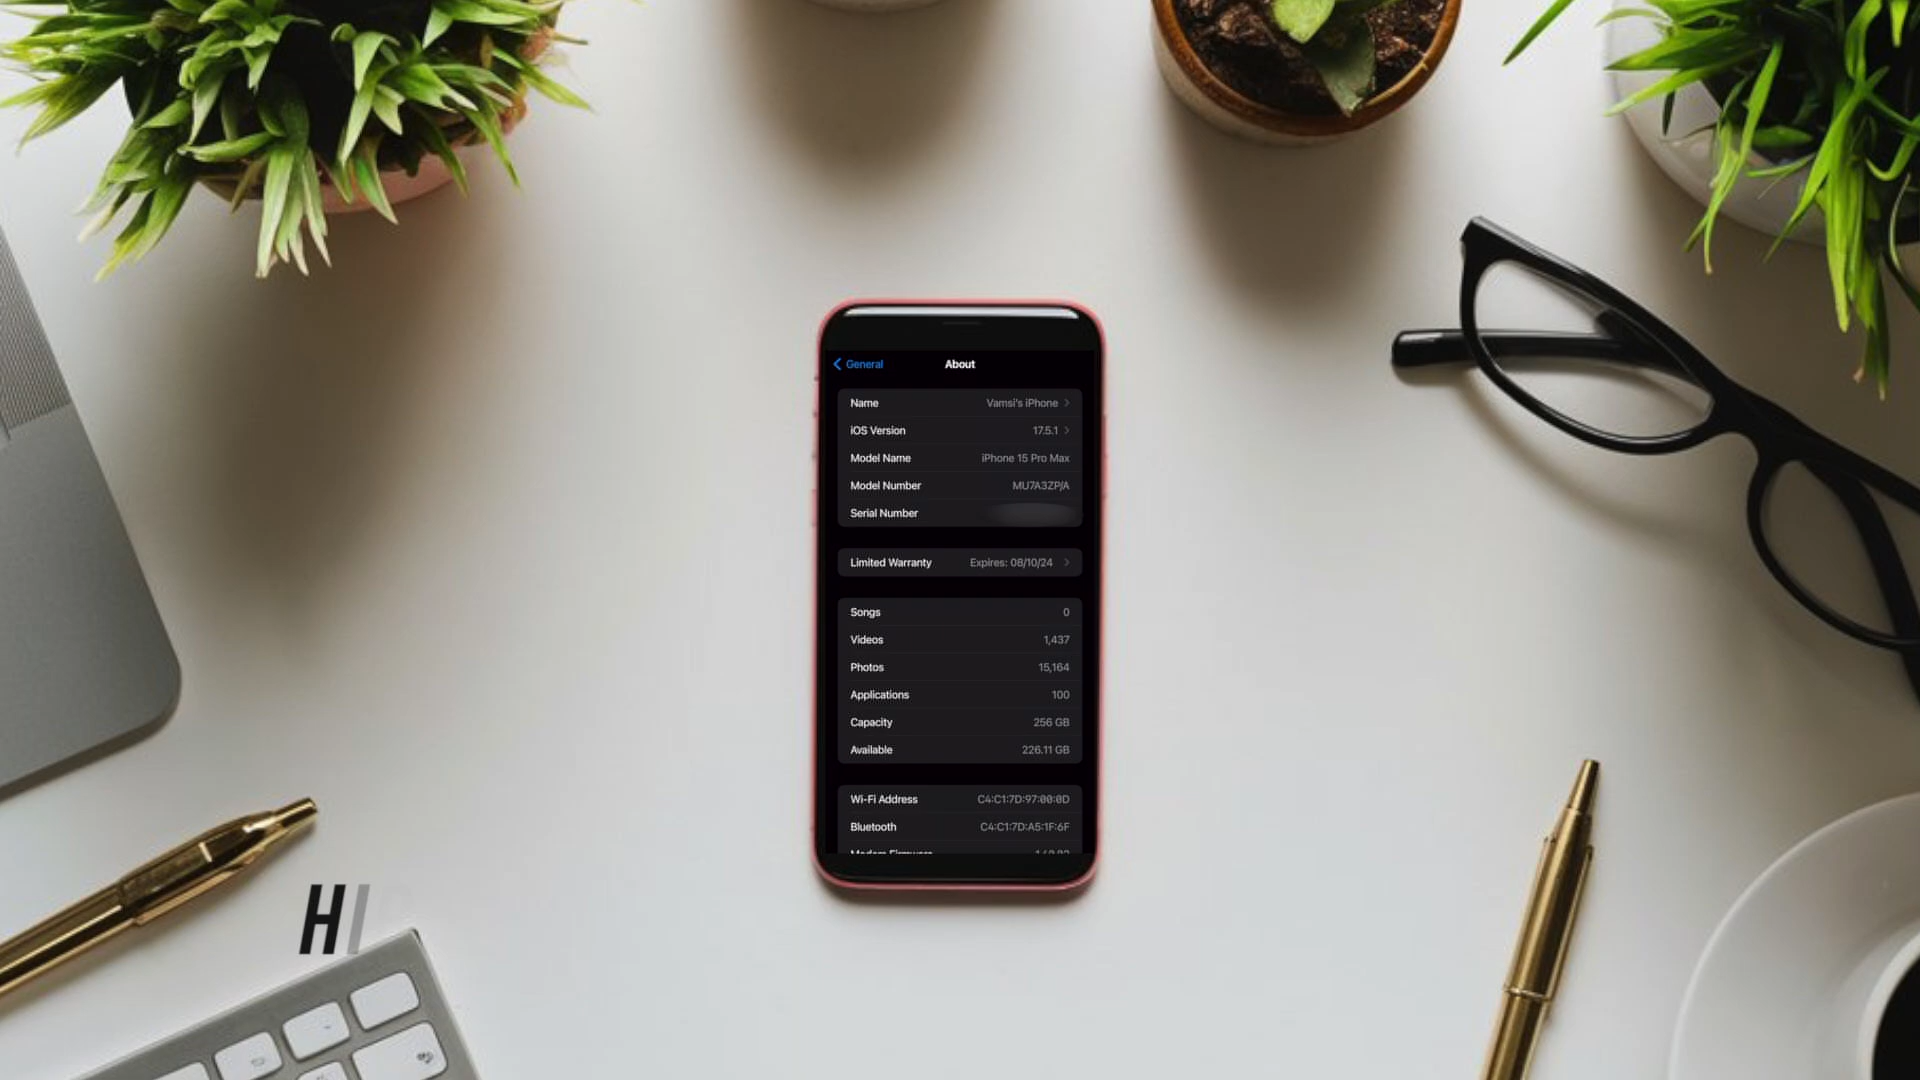 General About
Name Vamsi's iPhone
iOS Version 17.5.1
Model Name iPhone 15 Pro Max
Model Number MU7A3ZP/A
Serial Number
Limited Warranty Expires: 08/10/24
Songs 0
Videos 1,437
Photos 15,164
Applications 100
Capacity 256 GB
Available 226.11 GB
Wi-Fi Address C4:C1:7D:97:00:0D
Bluetooth C4:C1:7D:A5:1F:6F
HI